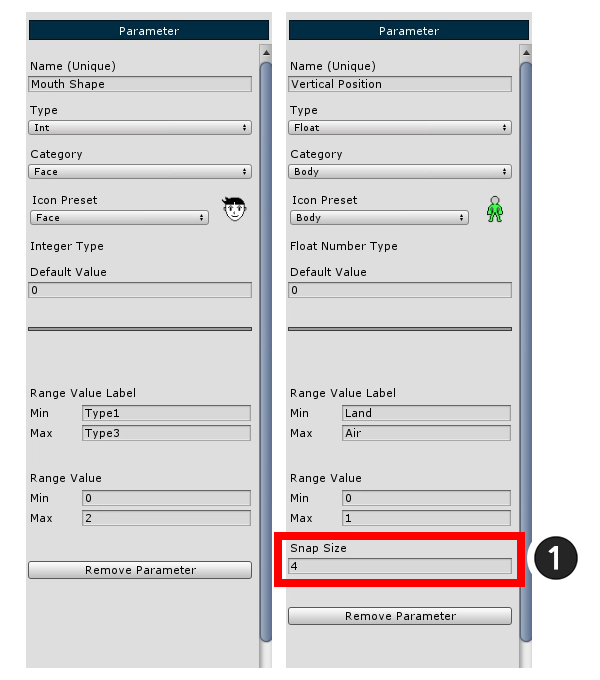 Parameter
Name (Unique)
Mouth Shape
Type
Int
Category
Face
Icon Preset
Face
Integer Type
Default Value
0
Range Value Label
Min Type1
Max Type3
Range Value
Min 0
Max 2
Remove Parameter
Parameter
Name (Unique)
Vertical Position
Type
Float
Category
Body
Icon Preset
Body
Float Number Type
Default Value
0
Range Value Label
Min Land
Max Air
Range Value
Min 0
Max 1
Snap Size
4
Remove Parameter
1